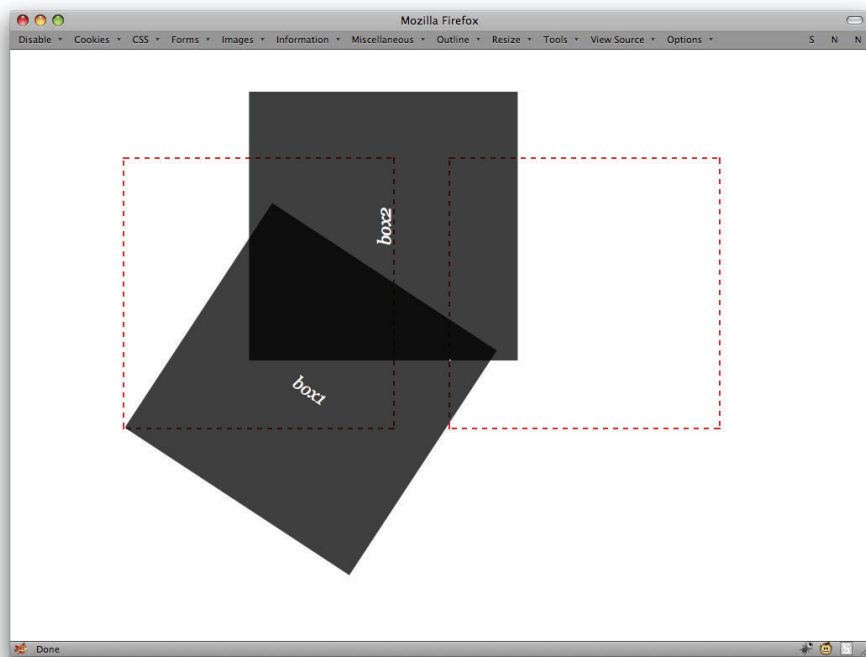 Mozilla Firefox
Disable Cookies CSS Forms Images Information Miscellaneous Outline Resize Tools View Source Options S N N
box2
box1
Done